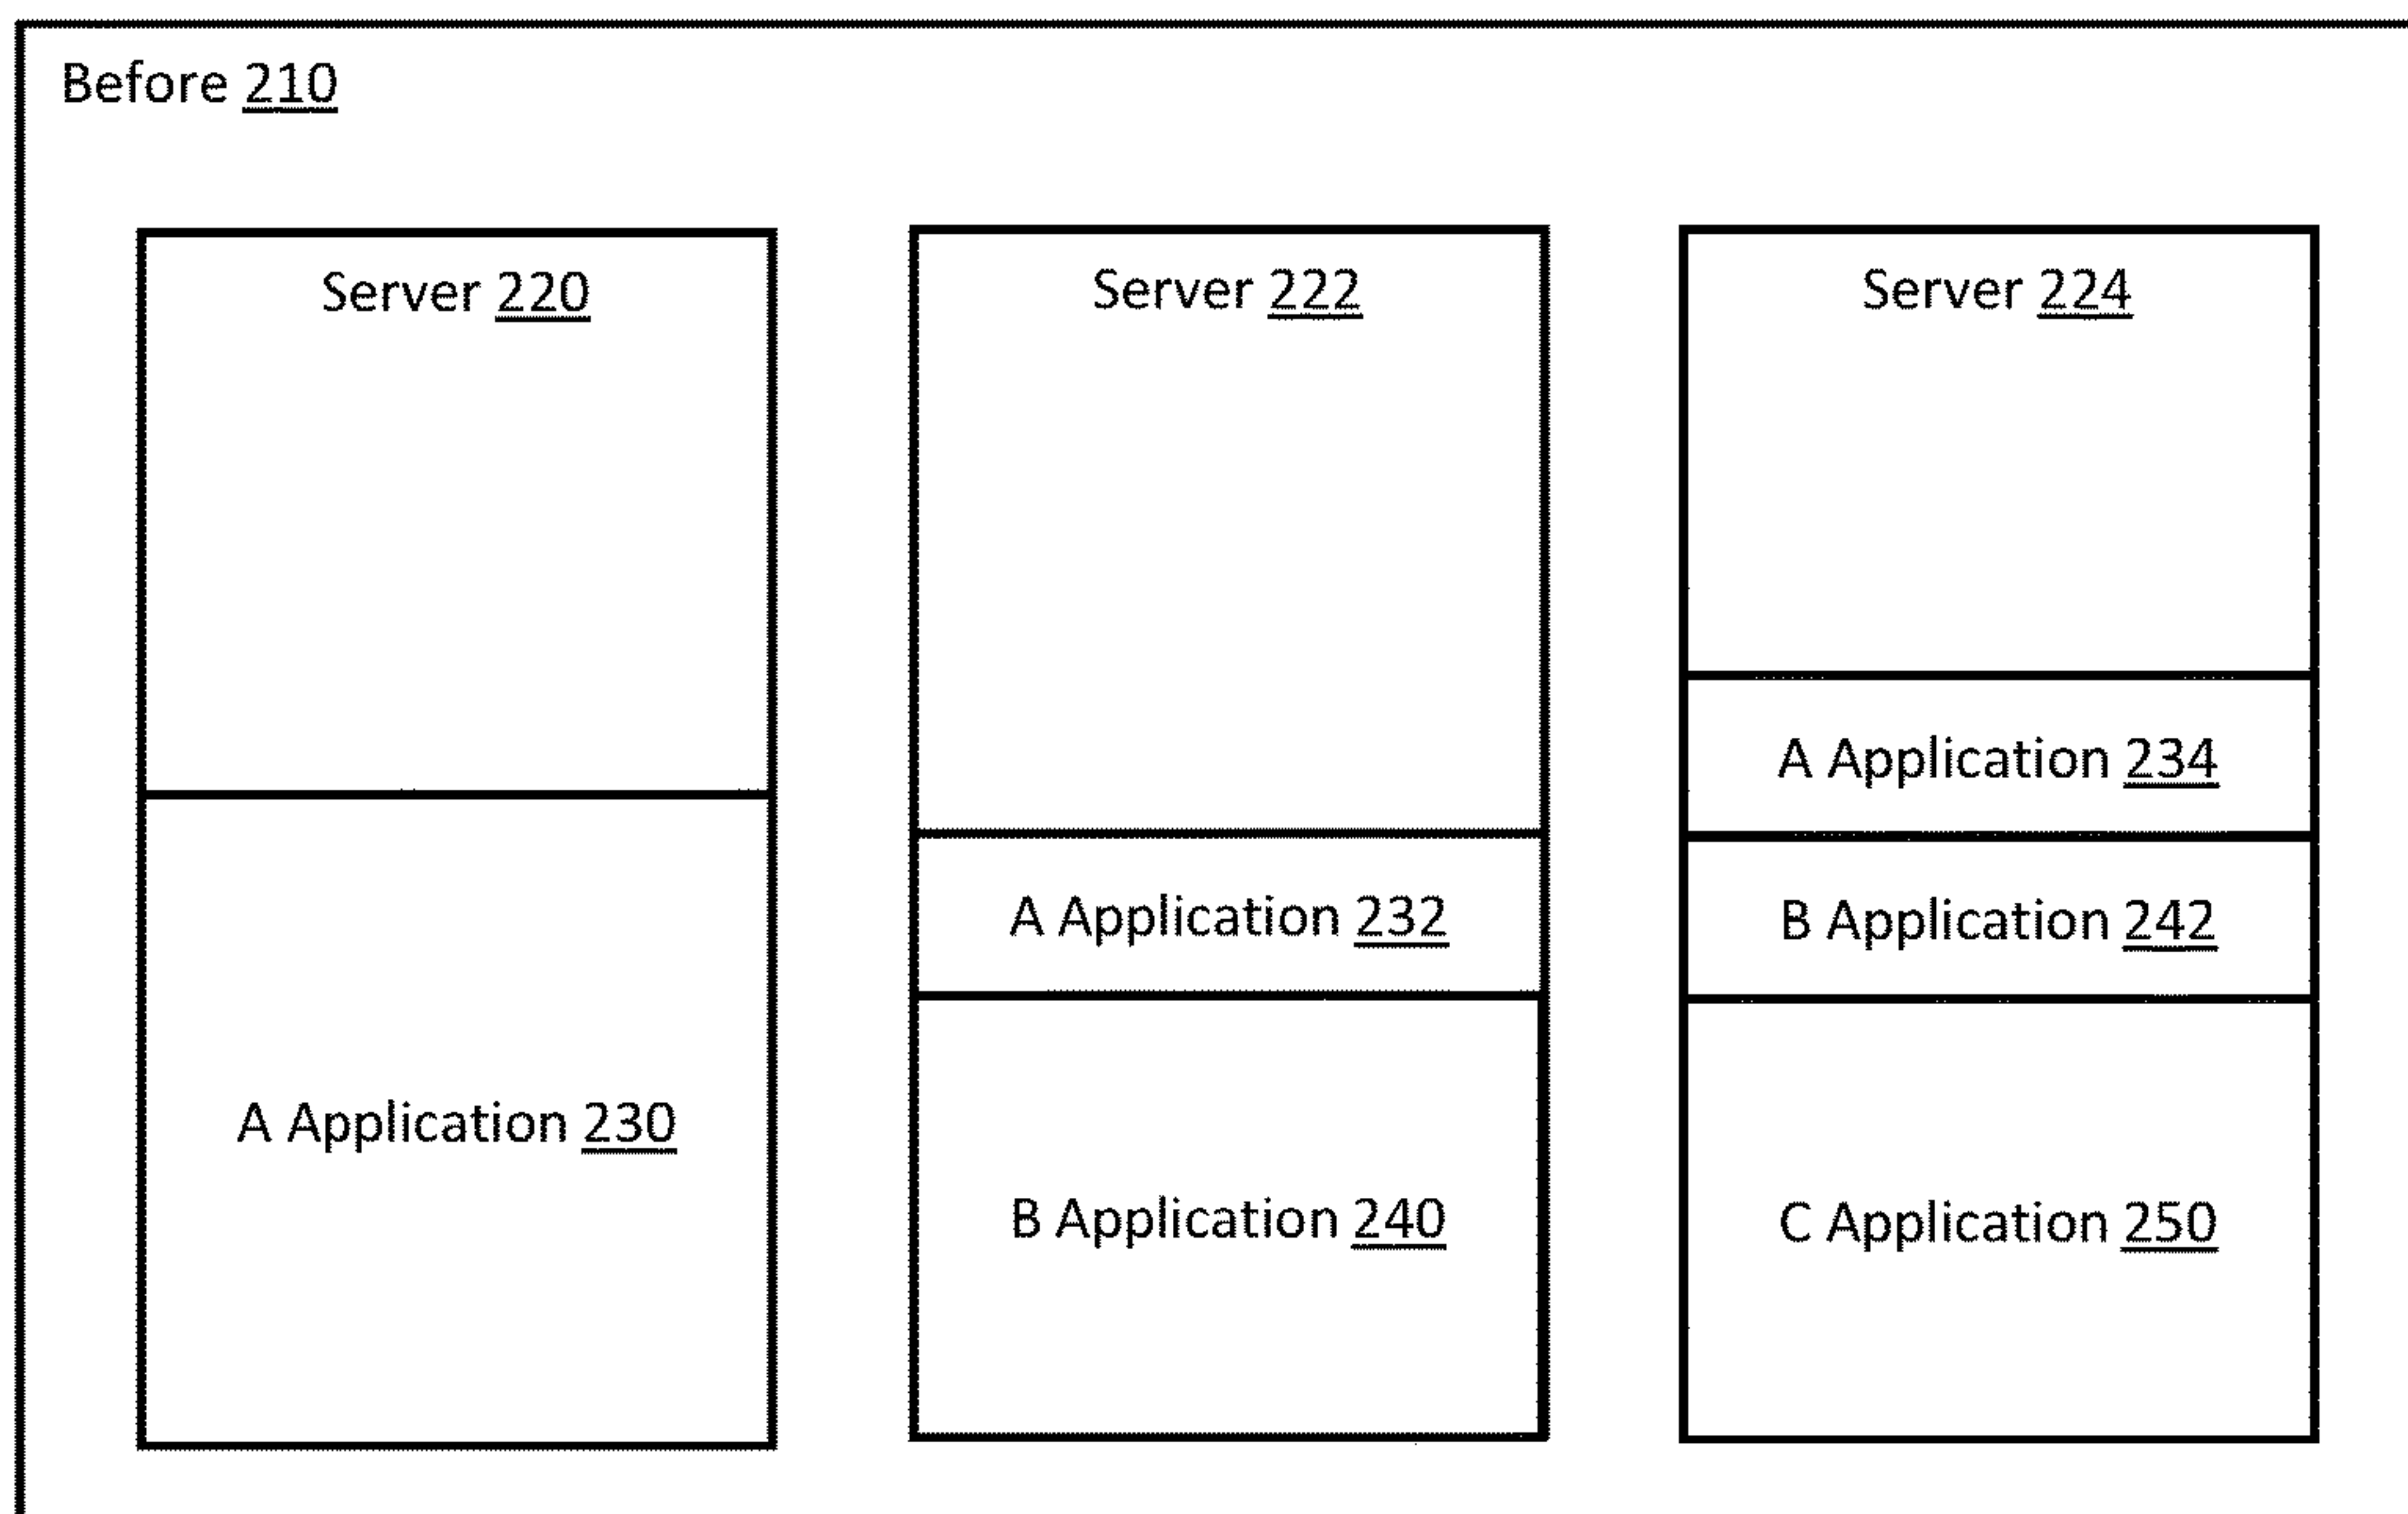 Before 210
Server 220
Server 222
Server 224
A Application 234
A Application 232
B Application 242
A Application 230
B Application 240
C Application 250